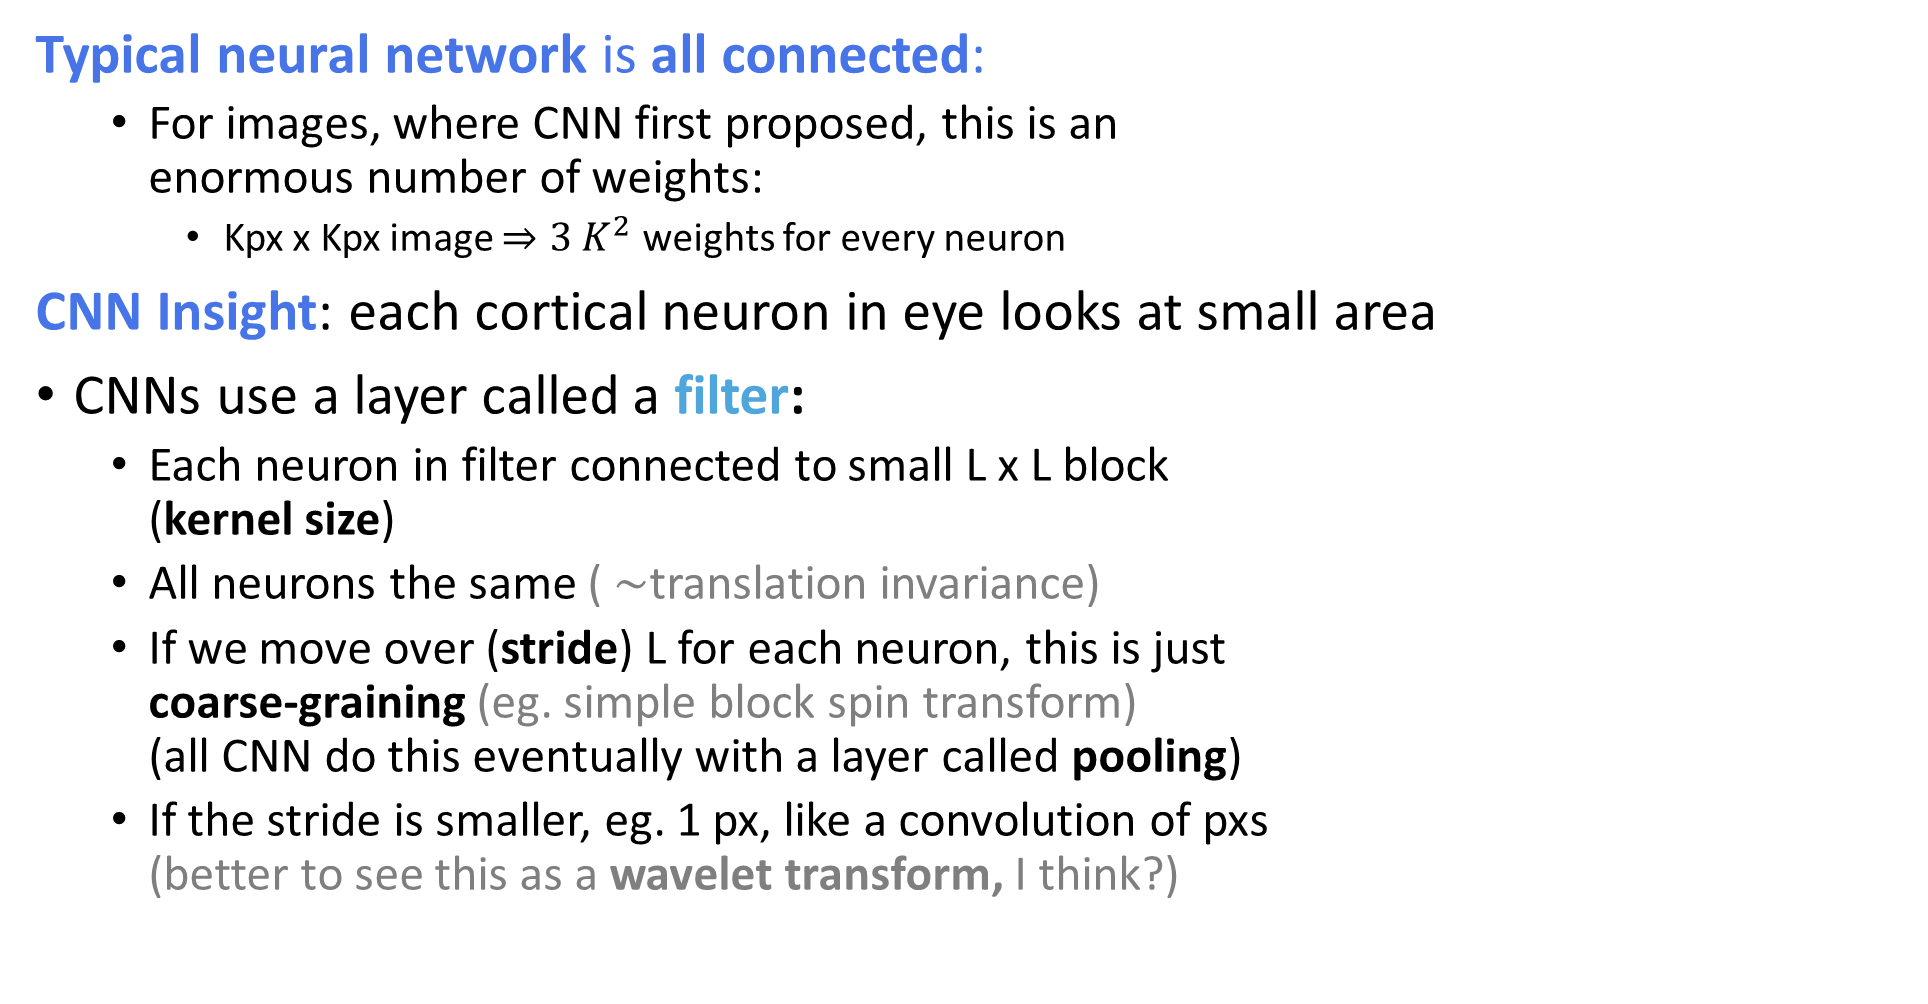 Typical neural network is all connected:
• For images, where CNN first proposed, this is an
enormous number of weights:
• Kpx x Kpx image ⇒ 3 K² weights for every neuron
CNN Insight: each cortical neuron in eye looks at small area
• CNNs use a layer called a filter:
• Each neuron in filter connected to small L x L block
(kernel size)
• All neurons the same ( ~translation invariance)
• If we move over (stride) L for each neuron, this is just
coarse-graining (eg. simple block spin transform)
(all CNN do this eventually with a layer called pooling)
• If the stride is smaller, eg. 1 px, like a convolution of pxs
(better to see this as a wavelet transform, I think?)